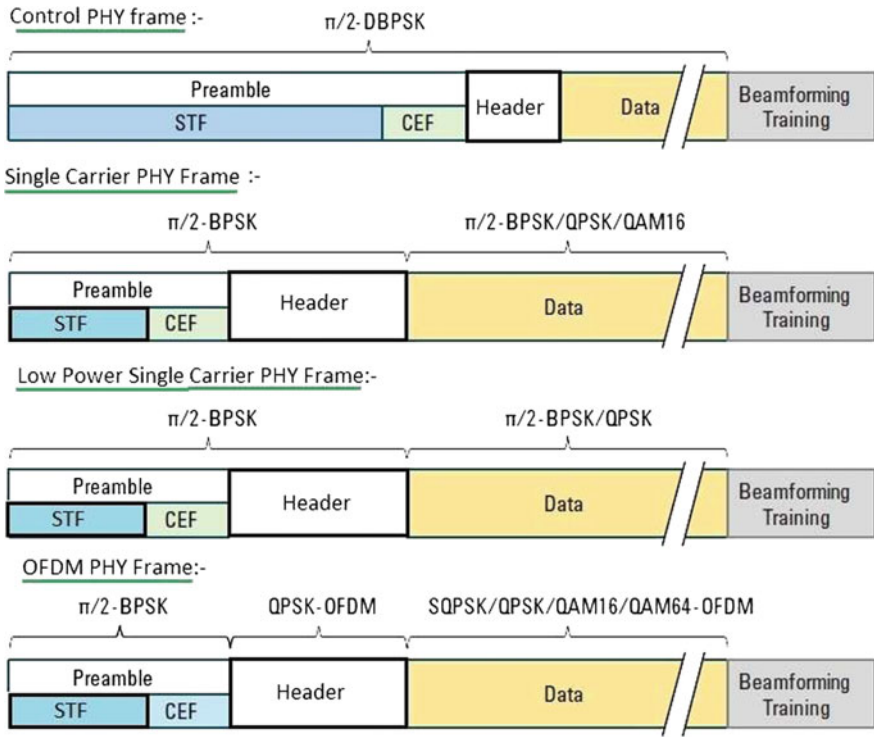 Control PHY frame :-
π/2-DBPSK
Preamble
STF
CEF
Header
Data
Beamforming
Training
Single Carrier PHY Frame :-
π/2-BPSK
π/2-BPSK/QPSK/QAM16
Preamble
STF
CEF
Header
Data
Beamforming
Training
Low Power Single Carrier PHY Frame:-
π/2-BPSK
π/2-BPSK/QPSK
Preamble
STF
CEF
Header
Data
Beamforming
Training
OFDM PHY Frame:-
π/2-BPSK
QPSK-OFDM
SQPSK/QPSK/QAM16/QAM64-OFDM
Preamble
STF
CEF
Header
Data
Beamforming
Training